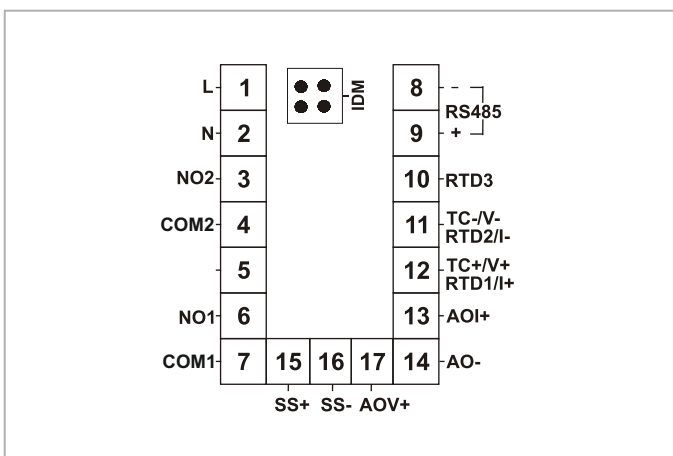 L 1 IDM 8 - RS485
N 2 9 +
NO2 3 10 RTD3
COM2 4 11 TC-/V-
RTD2/I-
5 12 TC+/V+
RTD1/I+
NO1 6 13 AOI+
COM1 7 15 16 17 14 AO-
SS+ SS- AOV+